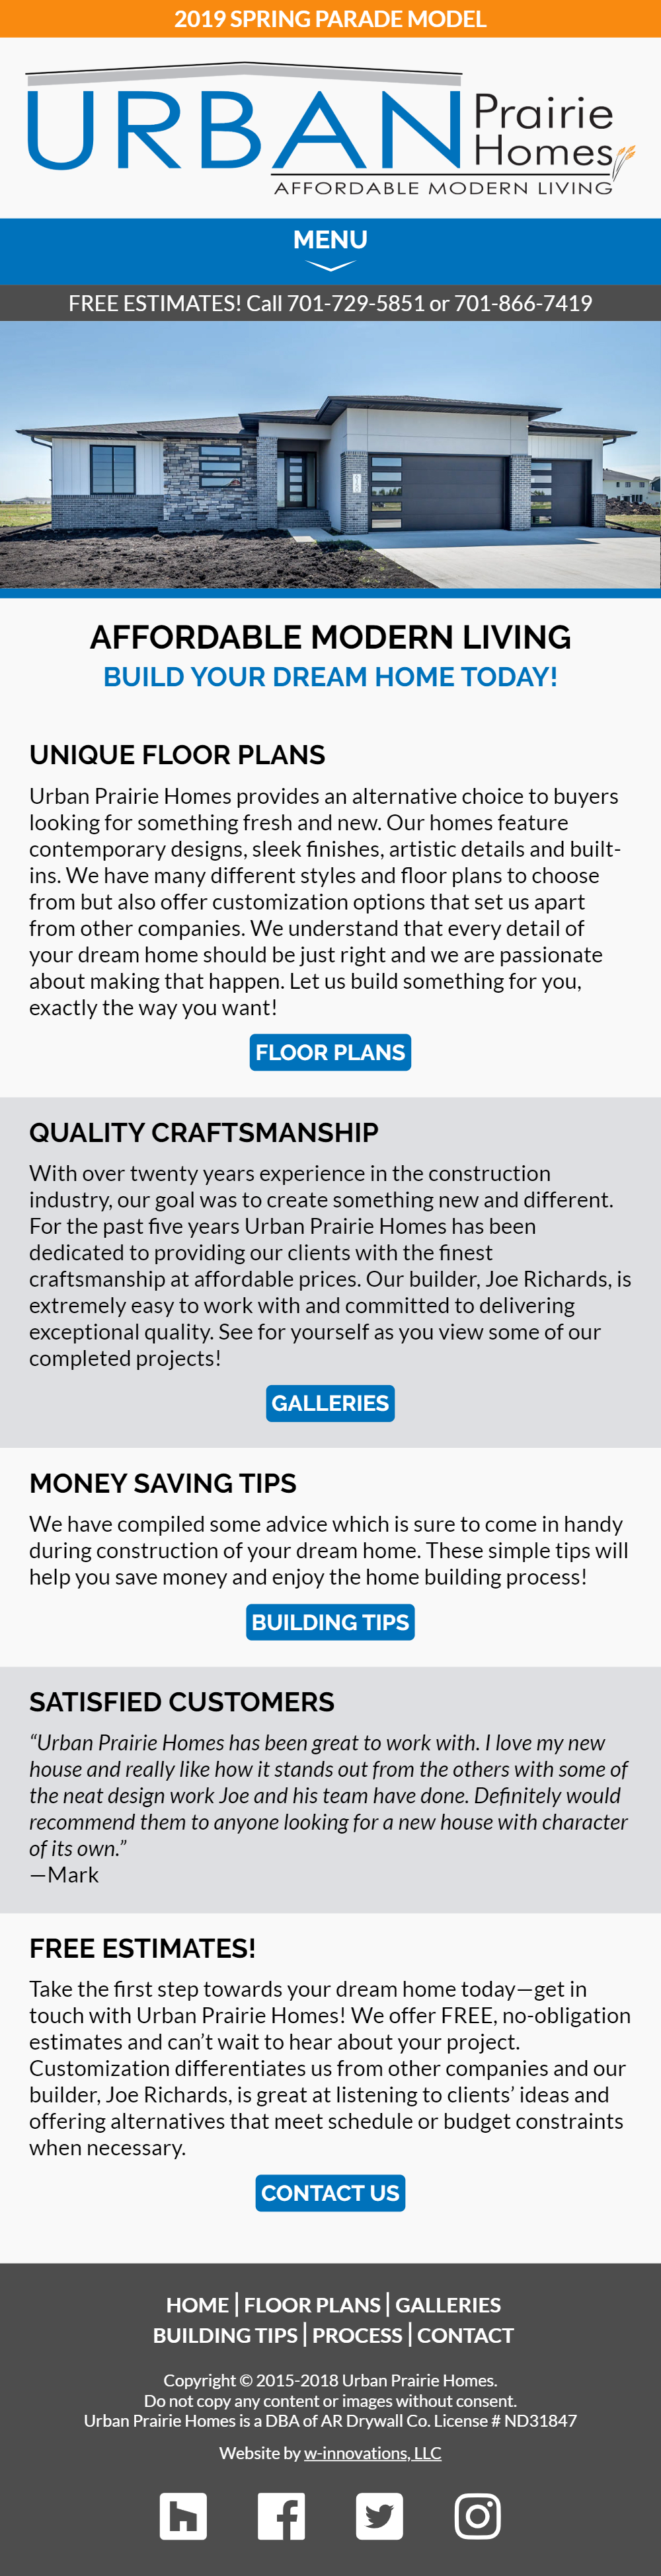 2019 SPRING PARADE MODEL
URBAN Prairie
Homes
AFFORDABLE MODERN LIVING
MENU
FREE ESTIMATES! Call 701-729-5851 or 701-866-7419
AFFORDABLE MODERN LIVING
BUILD YOUR DREAM HOME TODAY!
UNIQUE FLOOR PLANS
Urban Prairie Homes provides an alternative choice to buyers
looking for something fresh and new. Our homes feature
contemporary designs, sleek finishes, artistic details and built-
ins. We have many different styles and floor plans to choose
from but also offer customization options that set us apart
from other companies. We understand that every detail of
your dream home should be just right and we are passionate
about making that happen. Let us build something for you,
exactly the way you want!
FLOOR PLANS
QUALITY CRAFTSMANSHIP
With over twenty years experience in the construction
industry, our goal was to create something new and different.
For the past five years Urban Prairie Homes has been
dedicated to providing our clients with the finest
craftsmanship at affordable prices. Our builder, Joe Richards, is
extremely easy to work with and committed to delivering
exceptional quality. See for yourself as you view some of our
completed projects!
GALLERIES
MONEY SAVING TIPS
We have compiled some advice which is sure to come in handy
during construction of your dream home. These simple tips will
help you save money and enjoy the home building process!
BUILDING TIPS
SATISFIED CUSTOMERS
“Urban Prairie Homes has been great to work with. I love my new
house and really like how it stands out from the others with some of
the neat design work Joe and his team have done. Definitely would
recommend them to anyone looking for a new house with character
of its own.”
—Mark
FREE ESTIMATES!
Take the first step towards your dream home today—get in
touch with Urban Prairie Homes! We offer FREE, no-obligation
estimates and can’t wait to hear about your project.
Customization differentiates us from other companies and our
builder, Joe Richards, is great at listening to clients’ ideas and
offering alternatives that meet schedule or budget constraints
when necessary.
CONTACT US
HOME | FLOOR PLANS | GALLERIES
BUILDING TIPS | PROCESS | CONTACT
Copyright © 2015-2018 Urban Prairie Homes.
Do not copy any content or images without consent.
Urban Prairie Homes is a DBA of AR Drywall Co. License # ND31847
Website by w-innovations, LLC